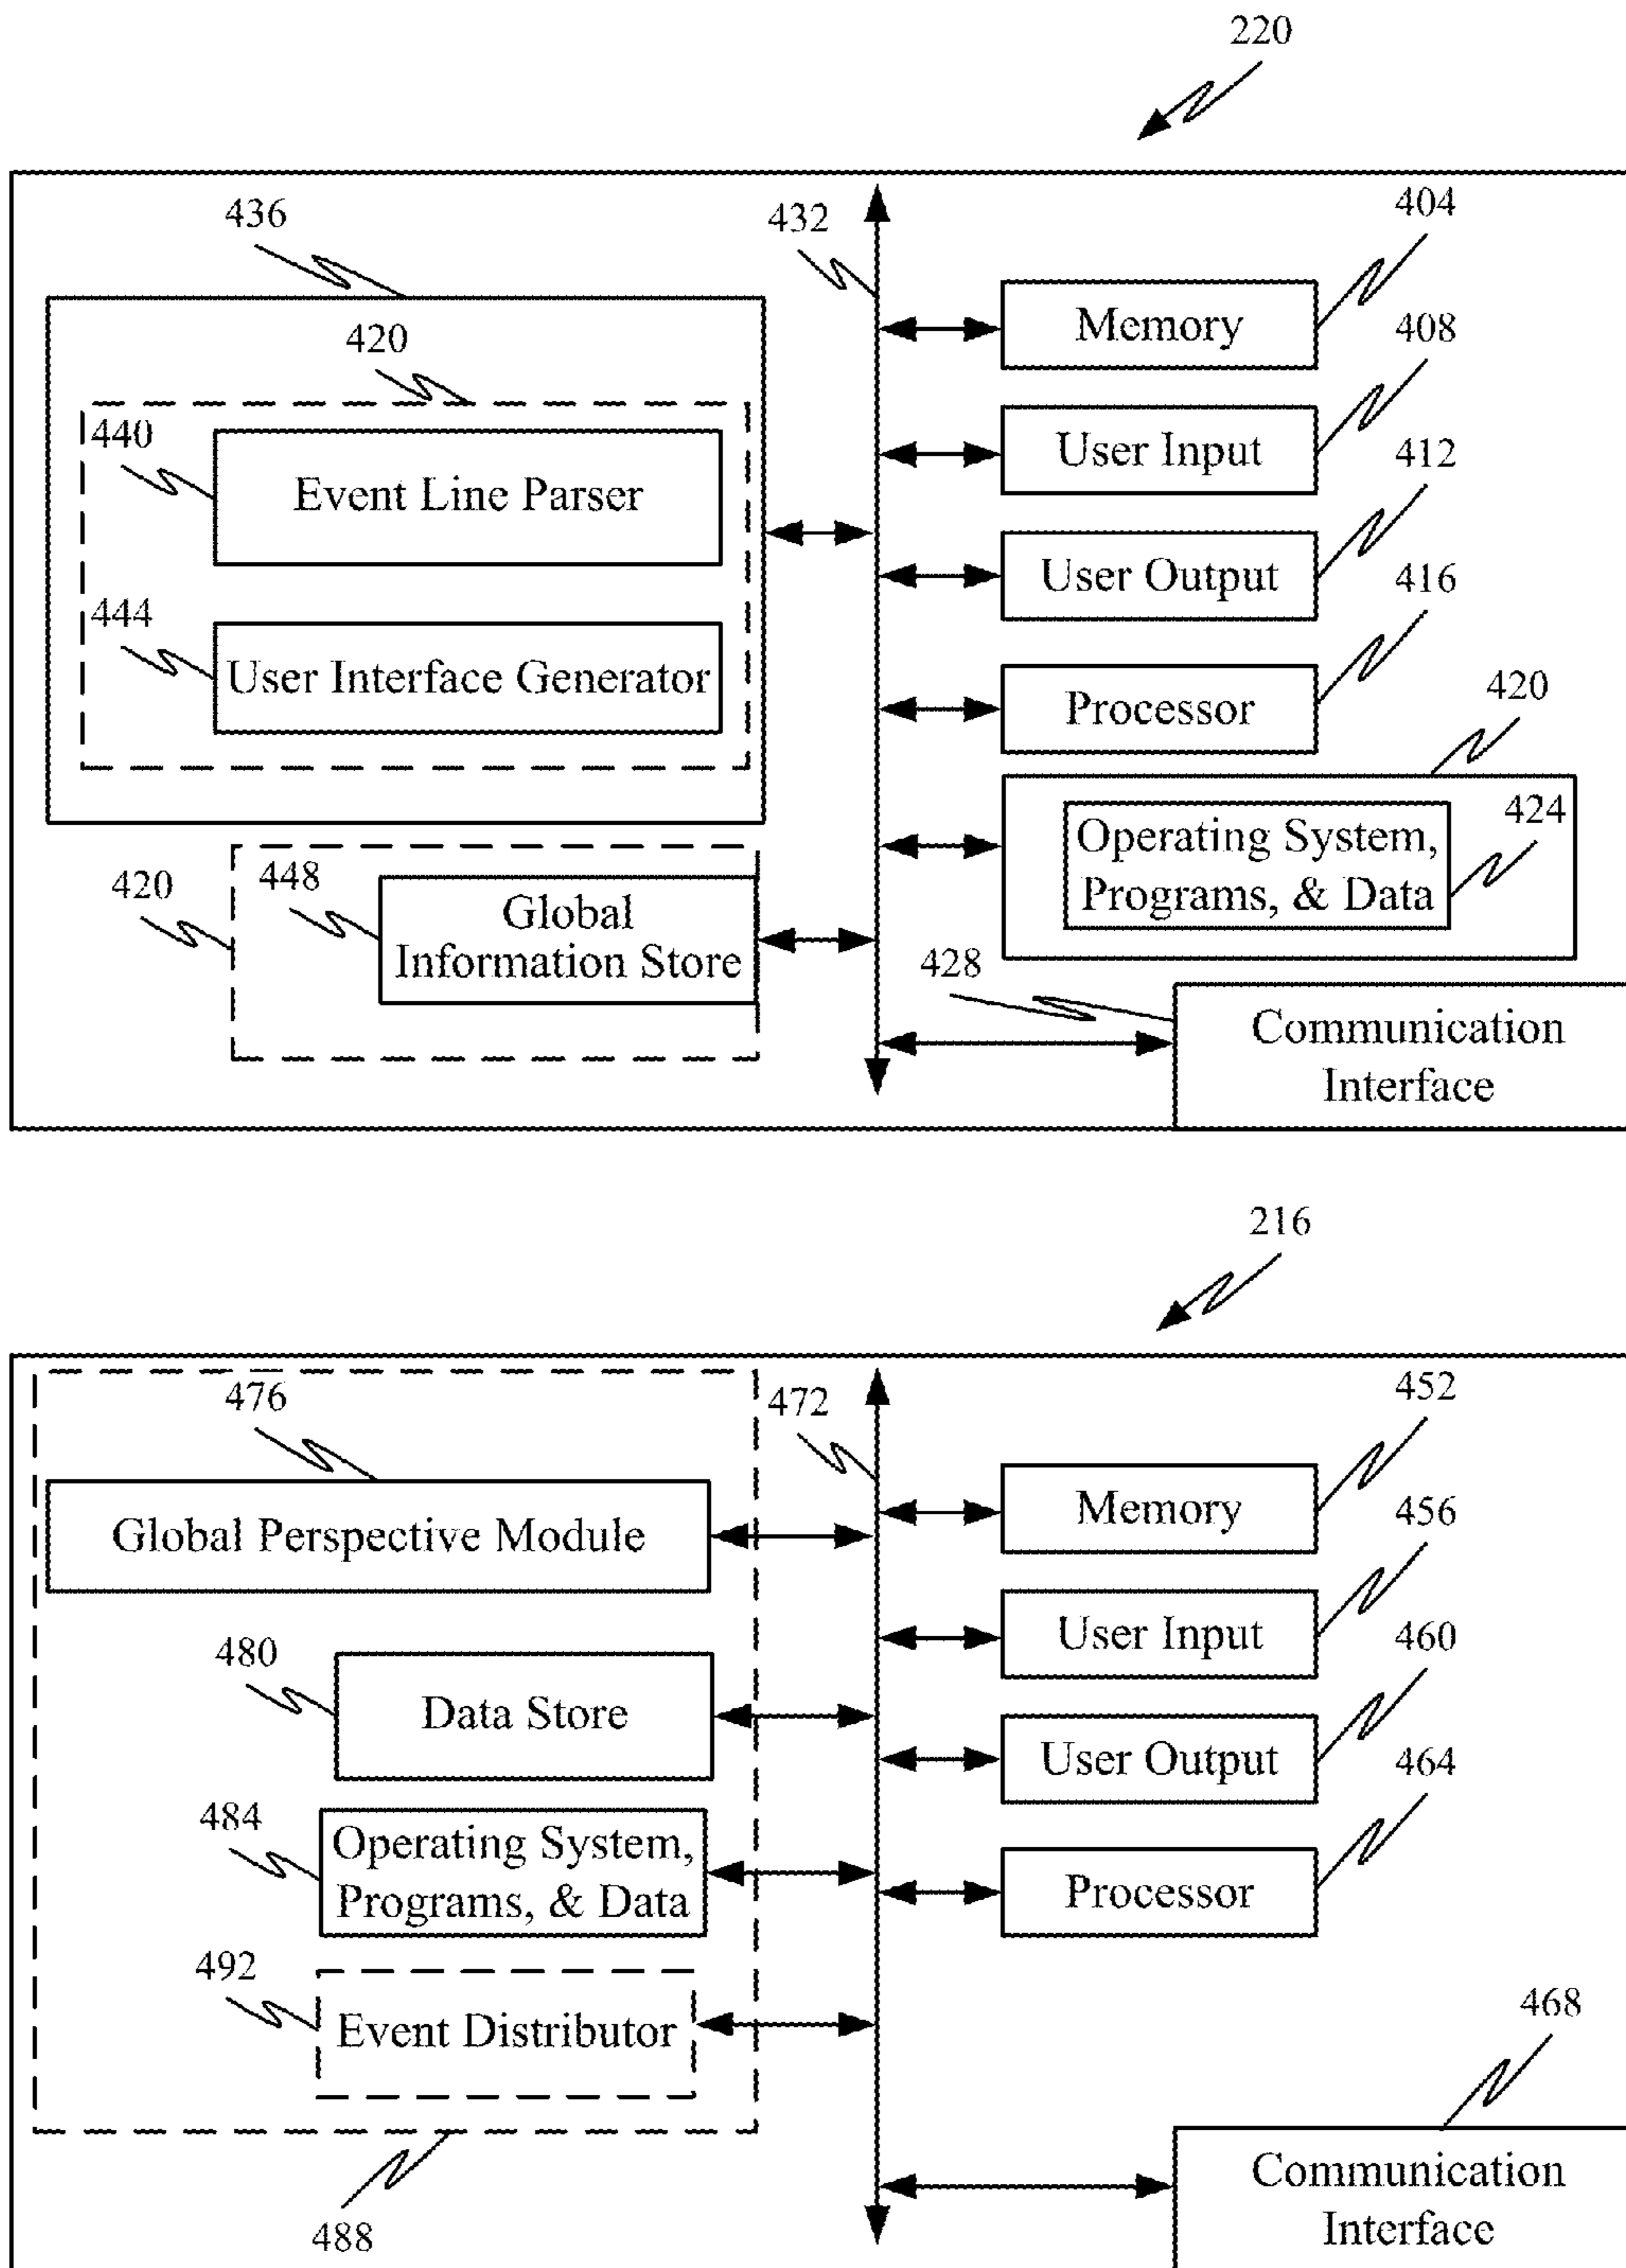 220
436
432
404
Memory
420
408
440
Event Line Parser
User Input
412
User Output
416
444
User Interface Generator
Processor
420
424
Operating System,
Programs, & Data
420
448
Global
Information Store
428
Communication
Interface
216
476
472
452
Memory
Global Perspective Module
456
User Input
480
Data Store
460
User Output
464
484
Operating System,
Programs, & Data
Processor
492
Event Distributor
468
Communication
Interface
488